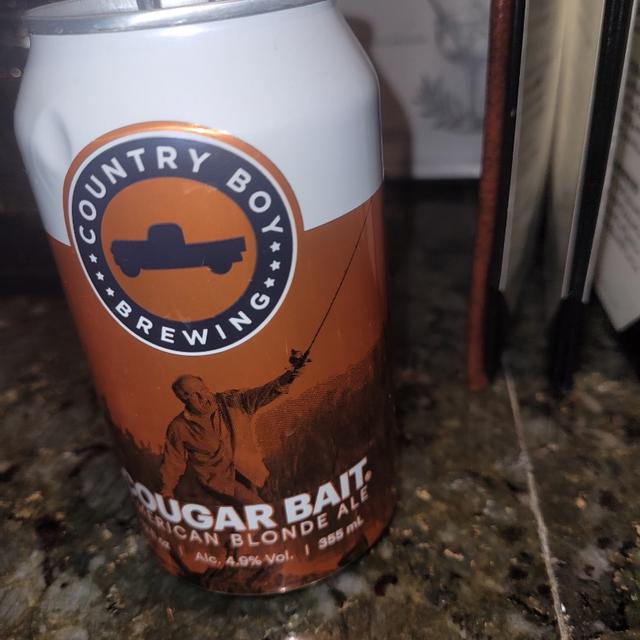 COUNTRY BOY
BREWING
COUGAR BAIT.
AMERICAN BLONDE ALE
| Alc. 4.9% Vol. | 355 mL